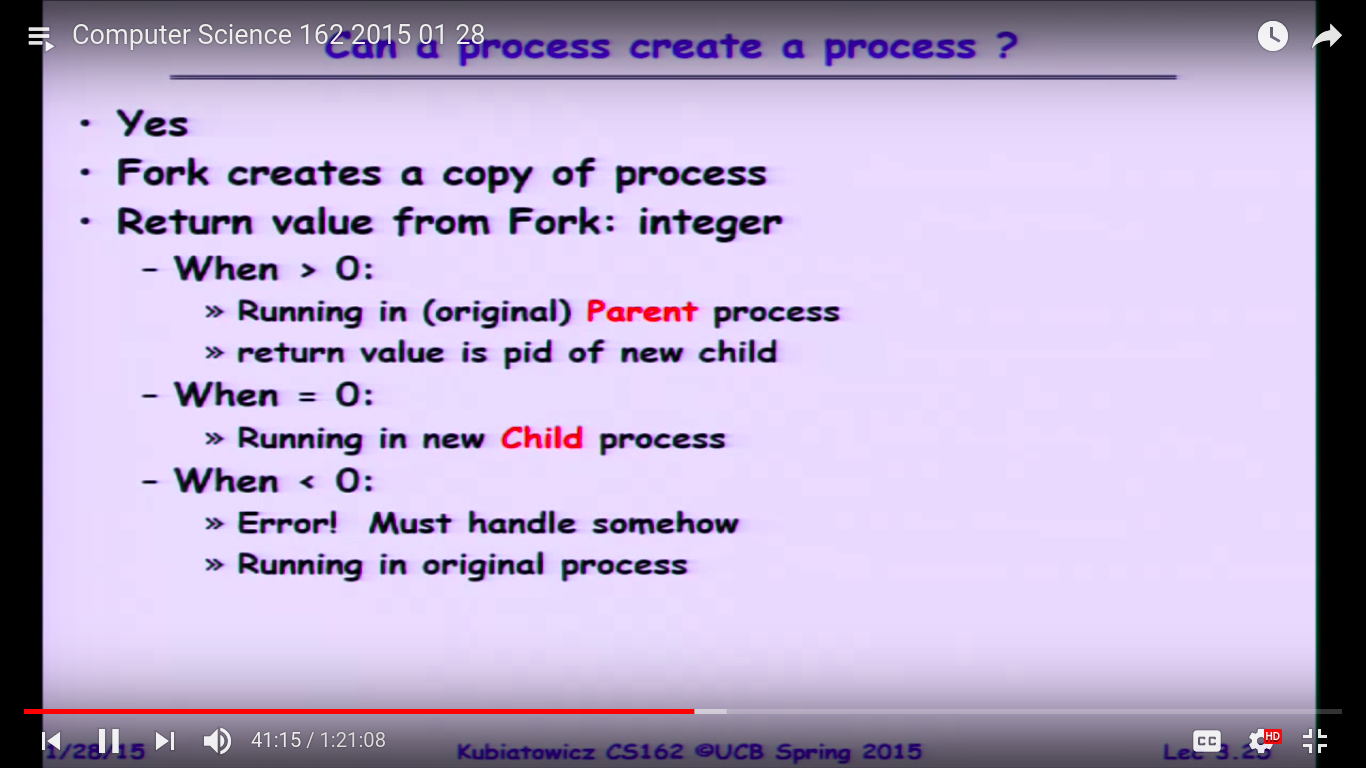 Computer Science 162 2015 01 28
Can a process create a process ?
• Yes
• Fork creates a copy of process
• Return value from Fork: integer
– When > 0:
» Running in (original) Parent process
» return value is pid of new child
– When = 0:
» Running in new Child process
– When < 0:
» Error! Must handle somehow
» Running in original process
41:15 / 1:21:08
CC
HD
1/28/15
Kubiatowicz CS162 ©UCB Spring 2015
Lec